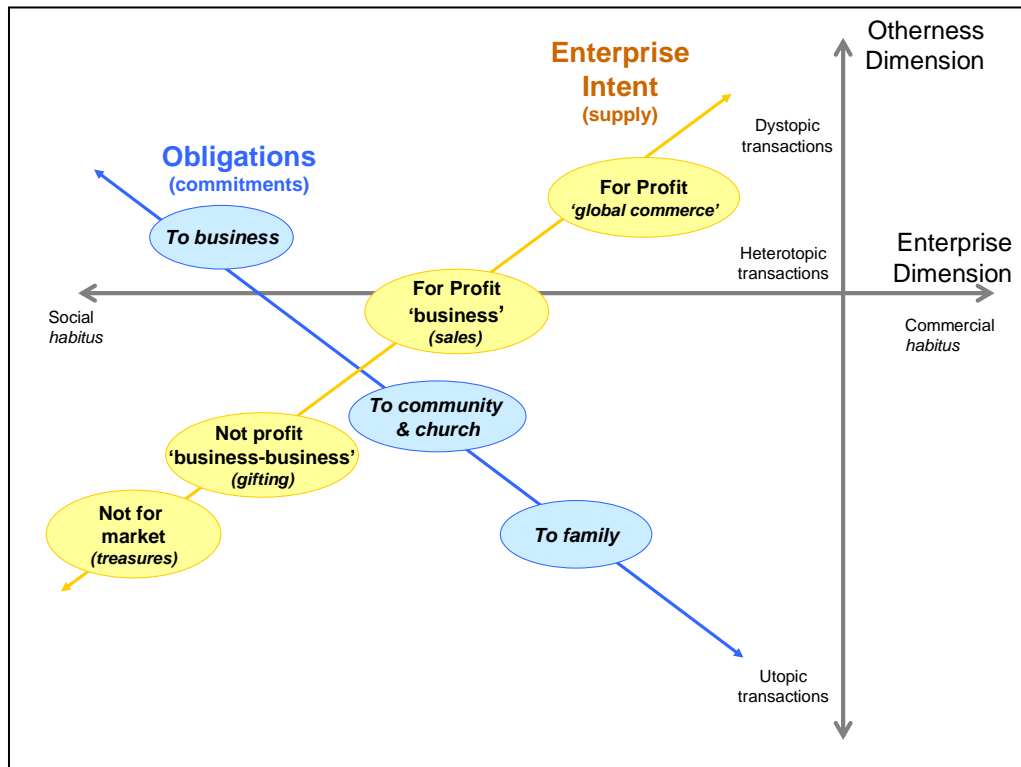 Otherness
Dimension
Enterprise
Intent
(supply)
Dystopic
transactions
Obligations
(commitments)
For Profit
‘global commerce’
To business
Heterotopic
transactions
Enterprise
Dimension
For Profit
‘business’
(sales)
Social
habitus
Commercial
habitus
To community
& church
Not profit
‘business-business’
(gifting)
Not for
market
(treasures)
To family
Utopic
transactions